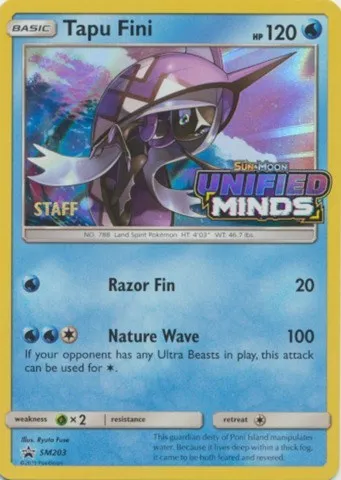 BASIC Tapu Fini HP 120
SUN & MOON
UNIFIED
MINDS
STAFF
NO. 788 Land Spirit Pokémon HT: 4'03" WT: 46.7 lbs.
Razor Fin 20
Nature Wave 100
If your opponent has any Ultra Beasts in play, this attack
can be used for .
weakness ×2 resistance retreat
Illus. Ryota Fuse
SM203
©2019 Pokémon
This guardian deity of Poni Island manipulates
water. Because it lives deep within a thick fog,
it came to be both feared and revered.